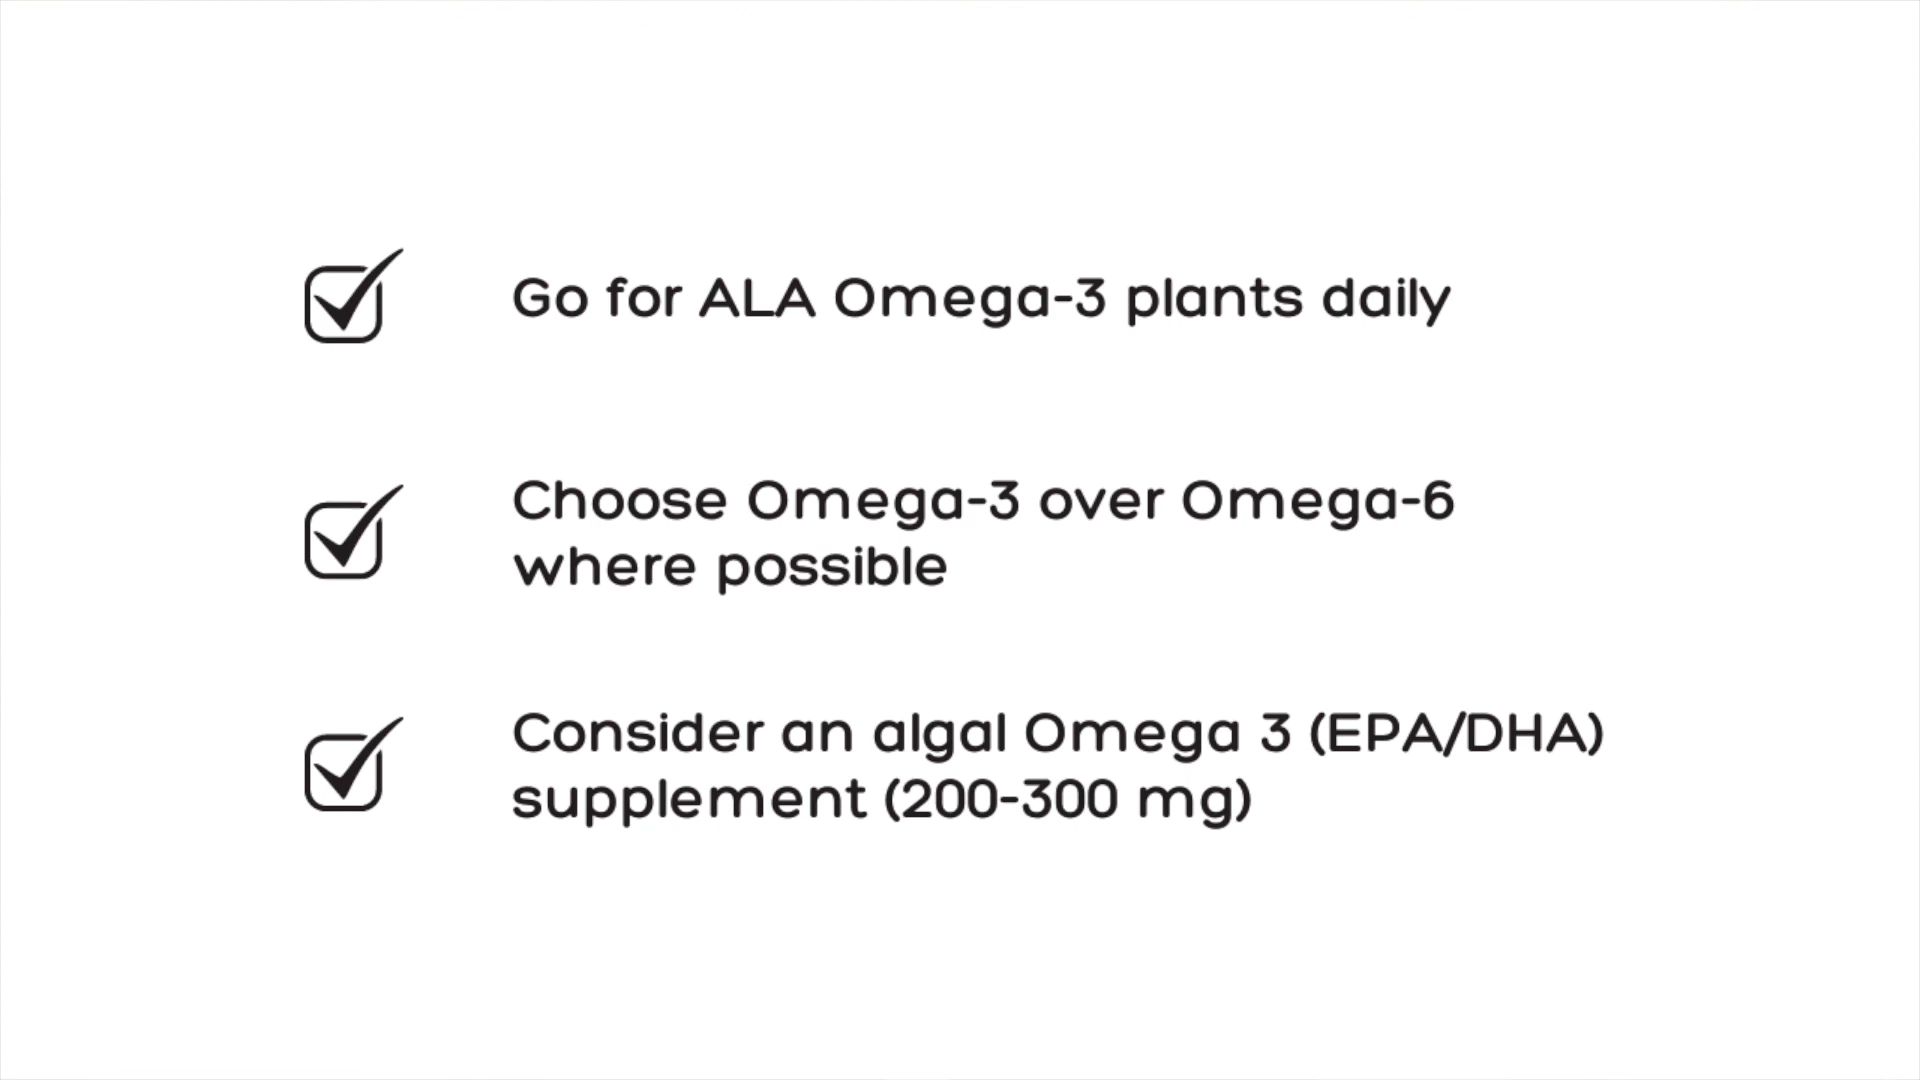 Go for ALA Omega-3 plants daily
Choose Omega-3 over Omega-6
where possible
Consider an algal Omega 3 (EPA/DHA)
supplement (200-300 mg)